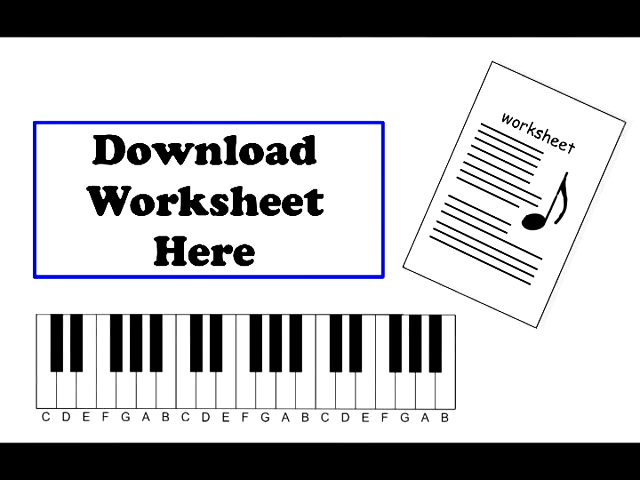 Download
Worksheet
Here
worksheet
C D E F G A B C D E F G A B C D E F G A B